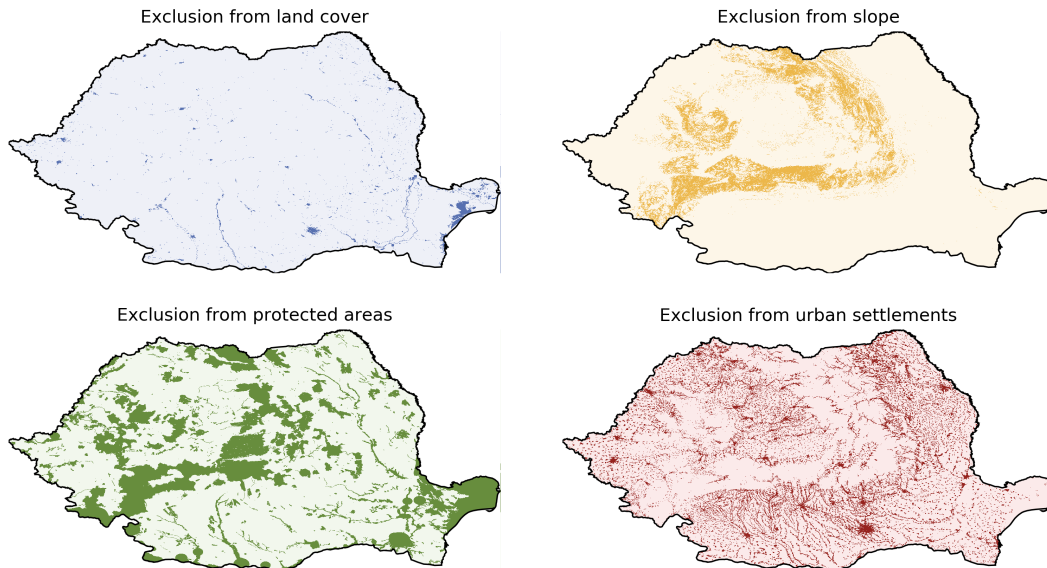 Exclusion from land cover
Exclusion from slope
Exclusion from protected areas
Exclusion from urban settlements